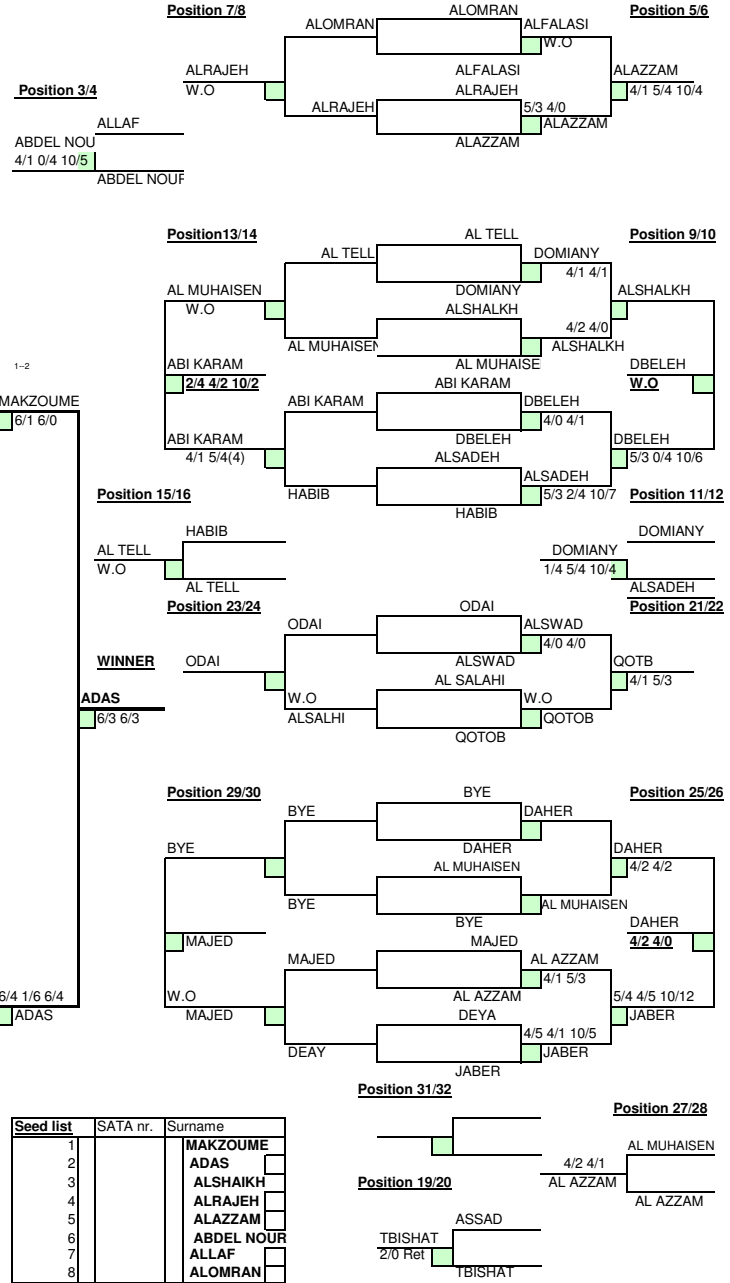 Position 7/8 ALOMRAN Position 5/6
ALOMRAN ALFALASI
W.O
ALRAJEH ALFALASI ALAZZAM
Position 3/4 W.O ALRAJEH 4/1 5/4 10/4
ALRAJEH 5/3 4/0
ALLAF ALAZZAM
ABDEL NOU ALAZZAM
4/1 0/4 10/5
ABDEL NOUR
Position13/14 AL TELL Position 9/10
AL TELL DOMIANY
4/1 4/1
AL MUHAISEN DOMIANY ALSHALKH
W.O ALSHALKH
4/2 4/0
AL MUHAISEN ALSHALKH
1--2 ABI KARAM AL MUHAISE DBELEH
2/4 4/2 10/2 ABI KARAM W.O
MAKZOUME ABI KARAM DBELEH
6/1 6/0 4/0 4/1
ABI KARAM DBELEH DBELEH
4/1 5/4(4) ALSADEH 5/3 0/4 10/6
ALSADEH
Position 15/16 HABIB 5/3 2/4 10/7 Position 11/12
HABIB
HABIB DOMIANY
AL TELL DOMIANY
W.O 1/4 5/4 10/4
AL TELL ALSADEH
Position 23/24 ODAI Position 21/22
ODAI ALSWAD
4/0 4/0
WINNER ODAI ALSWAD QOTB
AL SALAHI 4/1 5/3
ADAS W.O W.O
6/3 6/3 ALSALHI QOTOB
QOTOB
Position 29/30 BYE Position 25/26
BYE DAHER
BYE DAHER DAHER
AL MUHAISEN 4/2 4/2
BYE AL MUHAISEN
BYE DAHER
MAJED MAJED 4/2 4/0
MAJED AL AZZAM
4/1 5/3
6/4 1/6 6/4 W.O AL AZZAM 5/4 4/5 10/12
ADAS MAJED DEYA JABER
4/5 4/1 10/5
DEAY JABER
JABER
Position 31/32
Position 27/28
Seed list SATA nr. Surname
1 MAKZOUME AL MUHAISEN
2 ADAS 4/2 4/1
3 ALSHAIKH Position 19/20 AL AZZAM
4 ALRAJEH AL AZZAM
5 ALAZZAM ASSAD
6 ABDEL NOUR TBISHAT
7 ALLAF 2/0 Ret
8 ALOMRAN TBISHAT